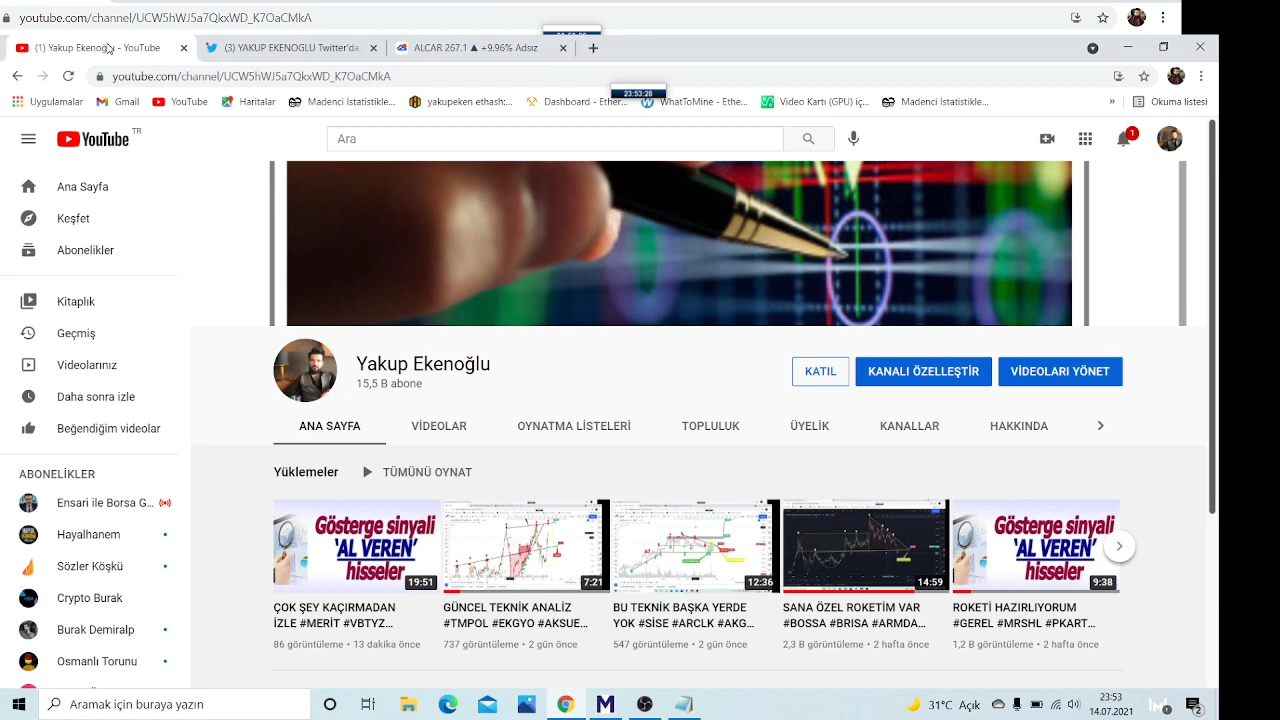 youtube.com/channel/UCW5hWJ5a7QkxWD_K7OaCMkA
(1) Yakup Ekenoğlu - YouTube
(3) YAKUP EKENOĞLU Twitter'da:
ALCAR 202.1 ▲ +9.96% Adsız
youtube.com/channel/UCW5hWJ5a7QkxWD_K7OaCMkA
23:53:28
Uygulamalar
Gmail
YouTube
Haritalar
Madenci İstatistikle...
yakupeken ethash:...
Dashboard - Ether...
WhatToMine - Ethe...
Video Kartı (GPU) iç...
Madenci İstatistikle...
»
Okuma listesi
YouTube TR
Ara
1
Ana Sayfa
Keşfet
Abonelikler
Kitaplık
Geçmiş
Videolarınız
Daha sonra izle
Beğendiğim videolar
ABONELİKLER
Ensari ile Borsa G...
Hayalhanem
Sözler Köşkü
Crypto Burak
Burak Demiralp
Osmanlı Torunu
Yakup Ekenoğlu
15,5 B abone
KATIL
KANALI ÖZELLEŞTİR
VİDEOLARI YÖNET
ANA SAYFA
VİDEOLAR
OYNATMA LİSTELERİ
TOPLULUK
ÜYELİK
KANALLAR
HAKKINDA
Yüklemeler
TÜMÜNÜ OYNAT
Gösterge sinyali
'AL VEREN'
hisseler
19:51
ÇOK ŞEY KAÇIRMADAN
İZLE #MERİT #VBTYZ...
86 görüntüleme • 13 dakika önce
7:21
GÜNCEL TEKNİK ANALİZ
#TMPOL #EKGYO #AKSUE...
737 görüntüleme • 2 gün önce
12:36
BU TEKNİK BAŞKA YERDE
YOK #SİSE #ARCLK #AKG...
547 görüntüleme • 2 gün önce
14:59
SANA ÖZEL ROKETİM VAR
#BOSSA #BRISA #ARMDA...
2,3 B görüntüleme • 2 hafta önce
Gösterge sinyali
'AL VEREN'
hisseler
9:38
ROKETİ HAZIRLIYORUM
#GEREL #MRSHL #PKART...
1,2 B görüntüleme • 2 hafta önce
Aramak için buraya yazın
31°C Açık
23:53
14.07.2021
2